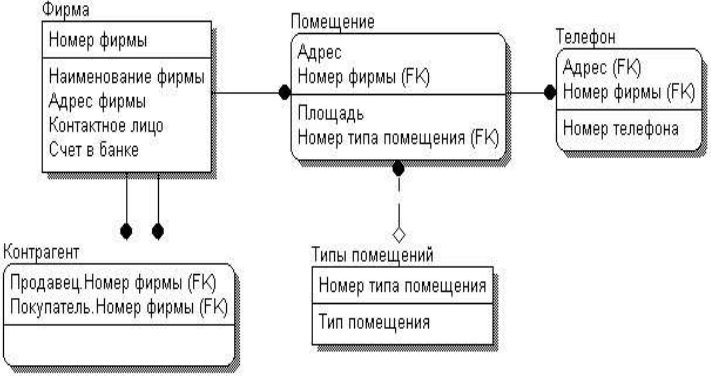 Фирма
Номер фирмы
Наименование фирмы
Адрес фирмы
Контактное лицо
Счет в банке
Помещение
Адрес
Номер фирмы (FK)
Площадь
Номер типа помещения (FK)
Телефон
Адрес (FK)
Номер фирмы (FK)
Номер телефона
Контрагент
Продавец.Номер фирмы (FK)
Покупатель.Номер фирмы (FK)
Типы помещений
Номер типа помещения
Тип помещения